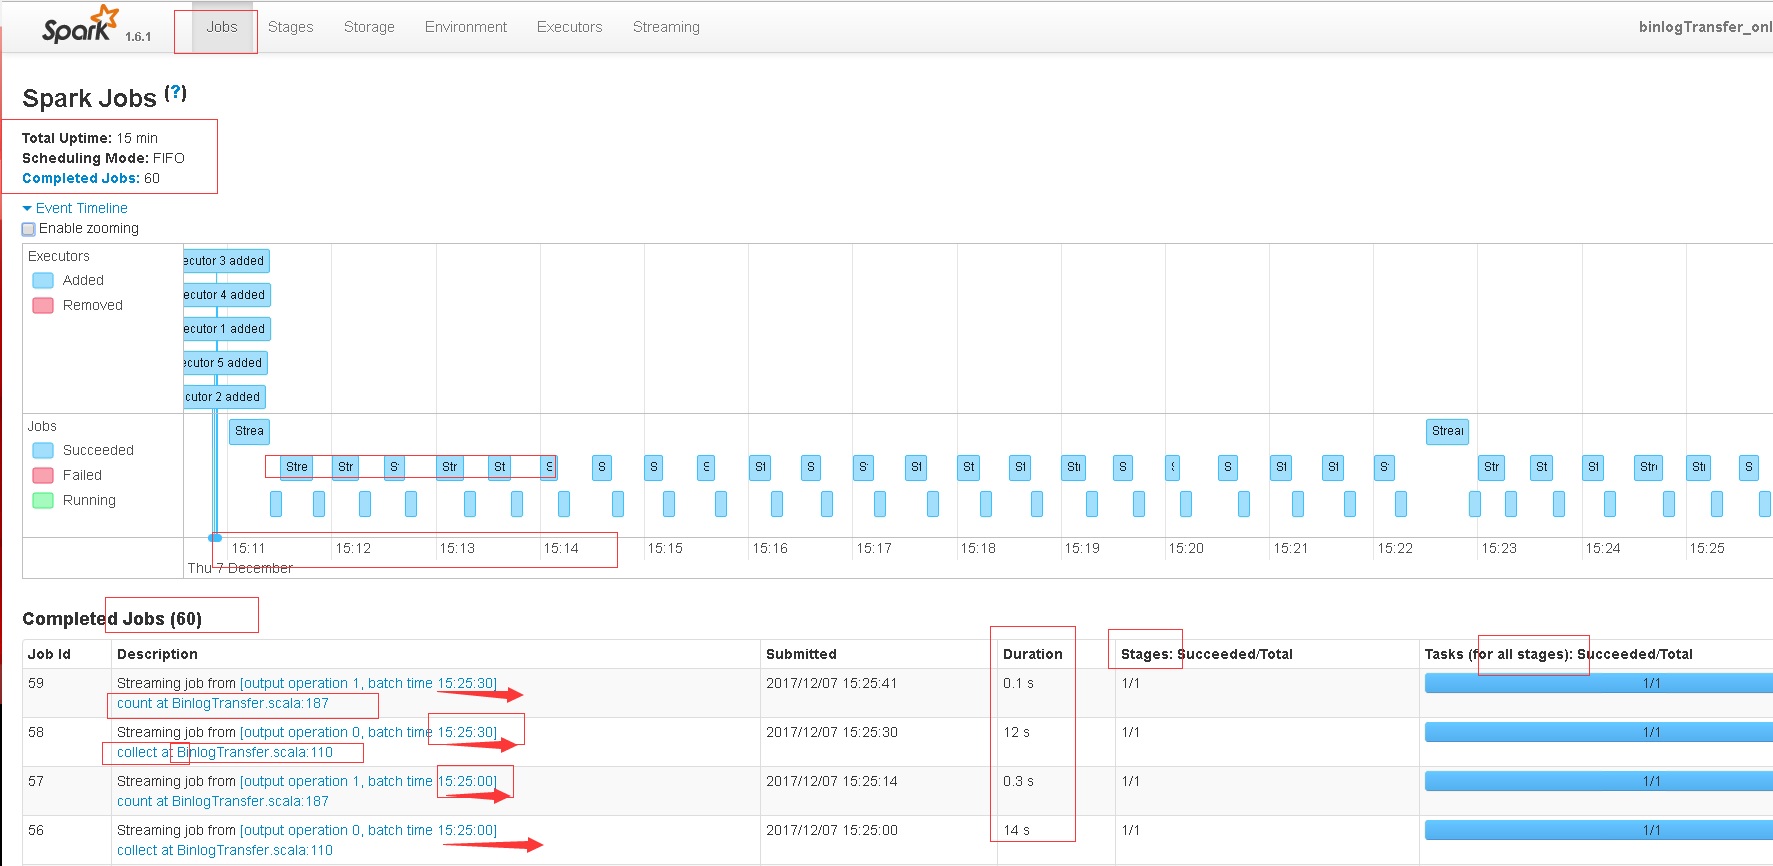 Spark 1.6.1 Jobs Stages Storage Environment Executors Streaming binlogTransfer_onl
Spark Jobs (?)
Total Uptime: 15 min
Scheduling Mode: FIFO
Completed Jobs: 60
Event Timeline
Enable zooming
Executors
Added
Removed
ecutor 3 added
ecutor 4 added
ecutor 1 added
ecutor 5 added
cutor 2 added
Jobs
Succeeded
Failed
Running
Strea Strea
Stre Str S Str St S S S S St S St St St St Str S S S St St S Str St St Str St S
15:11 15:12 15:13 15:14 15:15 15:16 15:17 15:18 15:19 15:20 15:21 15:22 15:23 15:24 15:25
Thu 7 December
Completed Jobs (60)
Job Id Description Submitted Duration Stages: Succeeded/Total Tasks (for all stages): Succeeded/Total
59 Streaming job from [output operation 1, batch time 15:25:30] 2017/12/07 15:25:41 0.1 s 1/1 1/1
count at BinlogTransfer.scala:187
58 Streaming job from [output operation 0, batch time 15:25:30] 2017/12/07 15:25:30 12 s 1/1 1/1
collect at BinlogTransfer.scala:110
57 Streaming job from [output operation 1, batch time 15:25:00] 2017/12/07 15:25:14 0.3 s 1/1 1/1
count at BinlogTransfer.scala:187
56 Streaming job from [output operation 0, batch time 15:25:00] 2017/12/07 15:25:00 14 s 1/1 1/1
collect at BinlogTransfer.scala:110